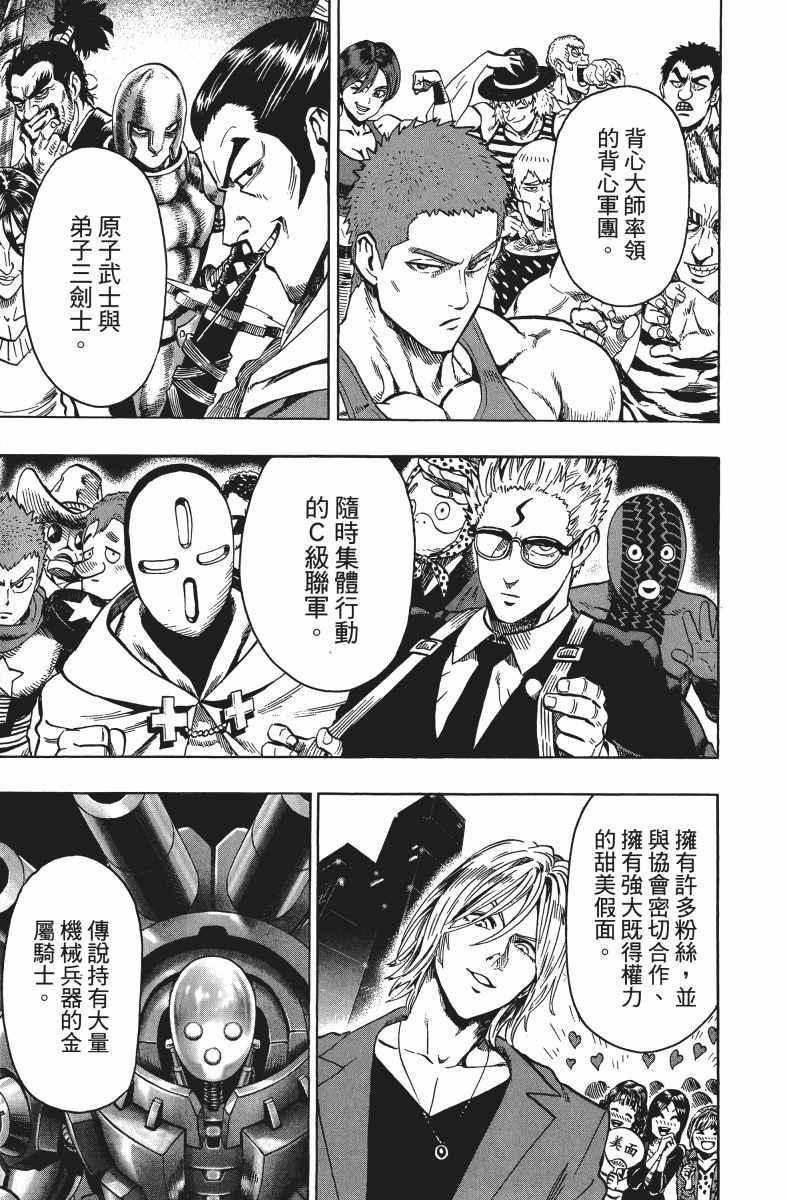 背心大師率領
的背心軍團。
原子武士與
弟子三劍士。
隨時集體行動
的C級聯軍。
擁有許多粉絲，並
與協會密切合作、
擁有強大既得權力
的甜美假面。
美面
傳說持有大量
機械兵器的金
屬騎士。